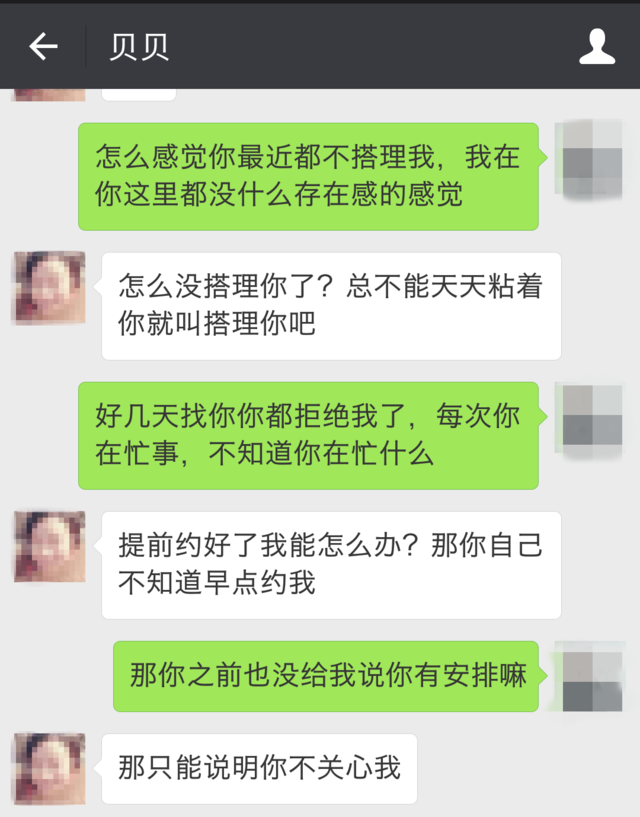 贝贝
怎么感觉你最近都不搭理我，我在
你这里都没什么存在感的感觉
怎么没搭理你了？总不能天天粘着
你就叫搭理你吧
好几天找你你都拒绝我了，每次你
在忙事，不知道你在忙什么
提前约好了我能怎么办？那你自己
不知道早点约我
那你之前也没给我说你有安排嘛
那只能说明你不关心我